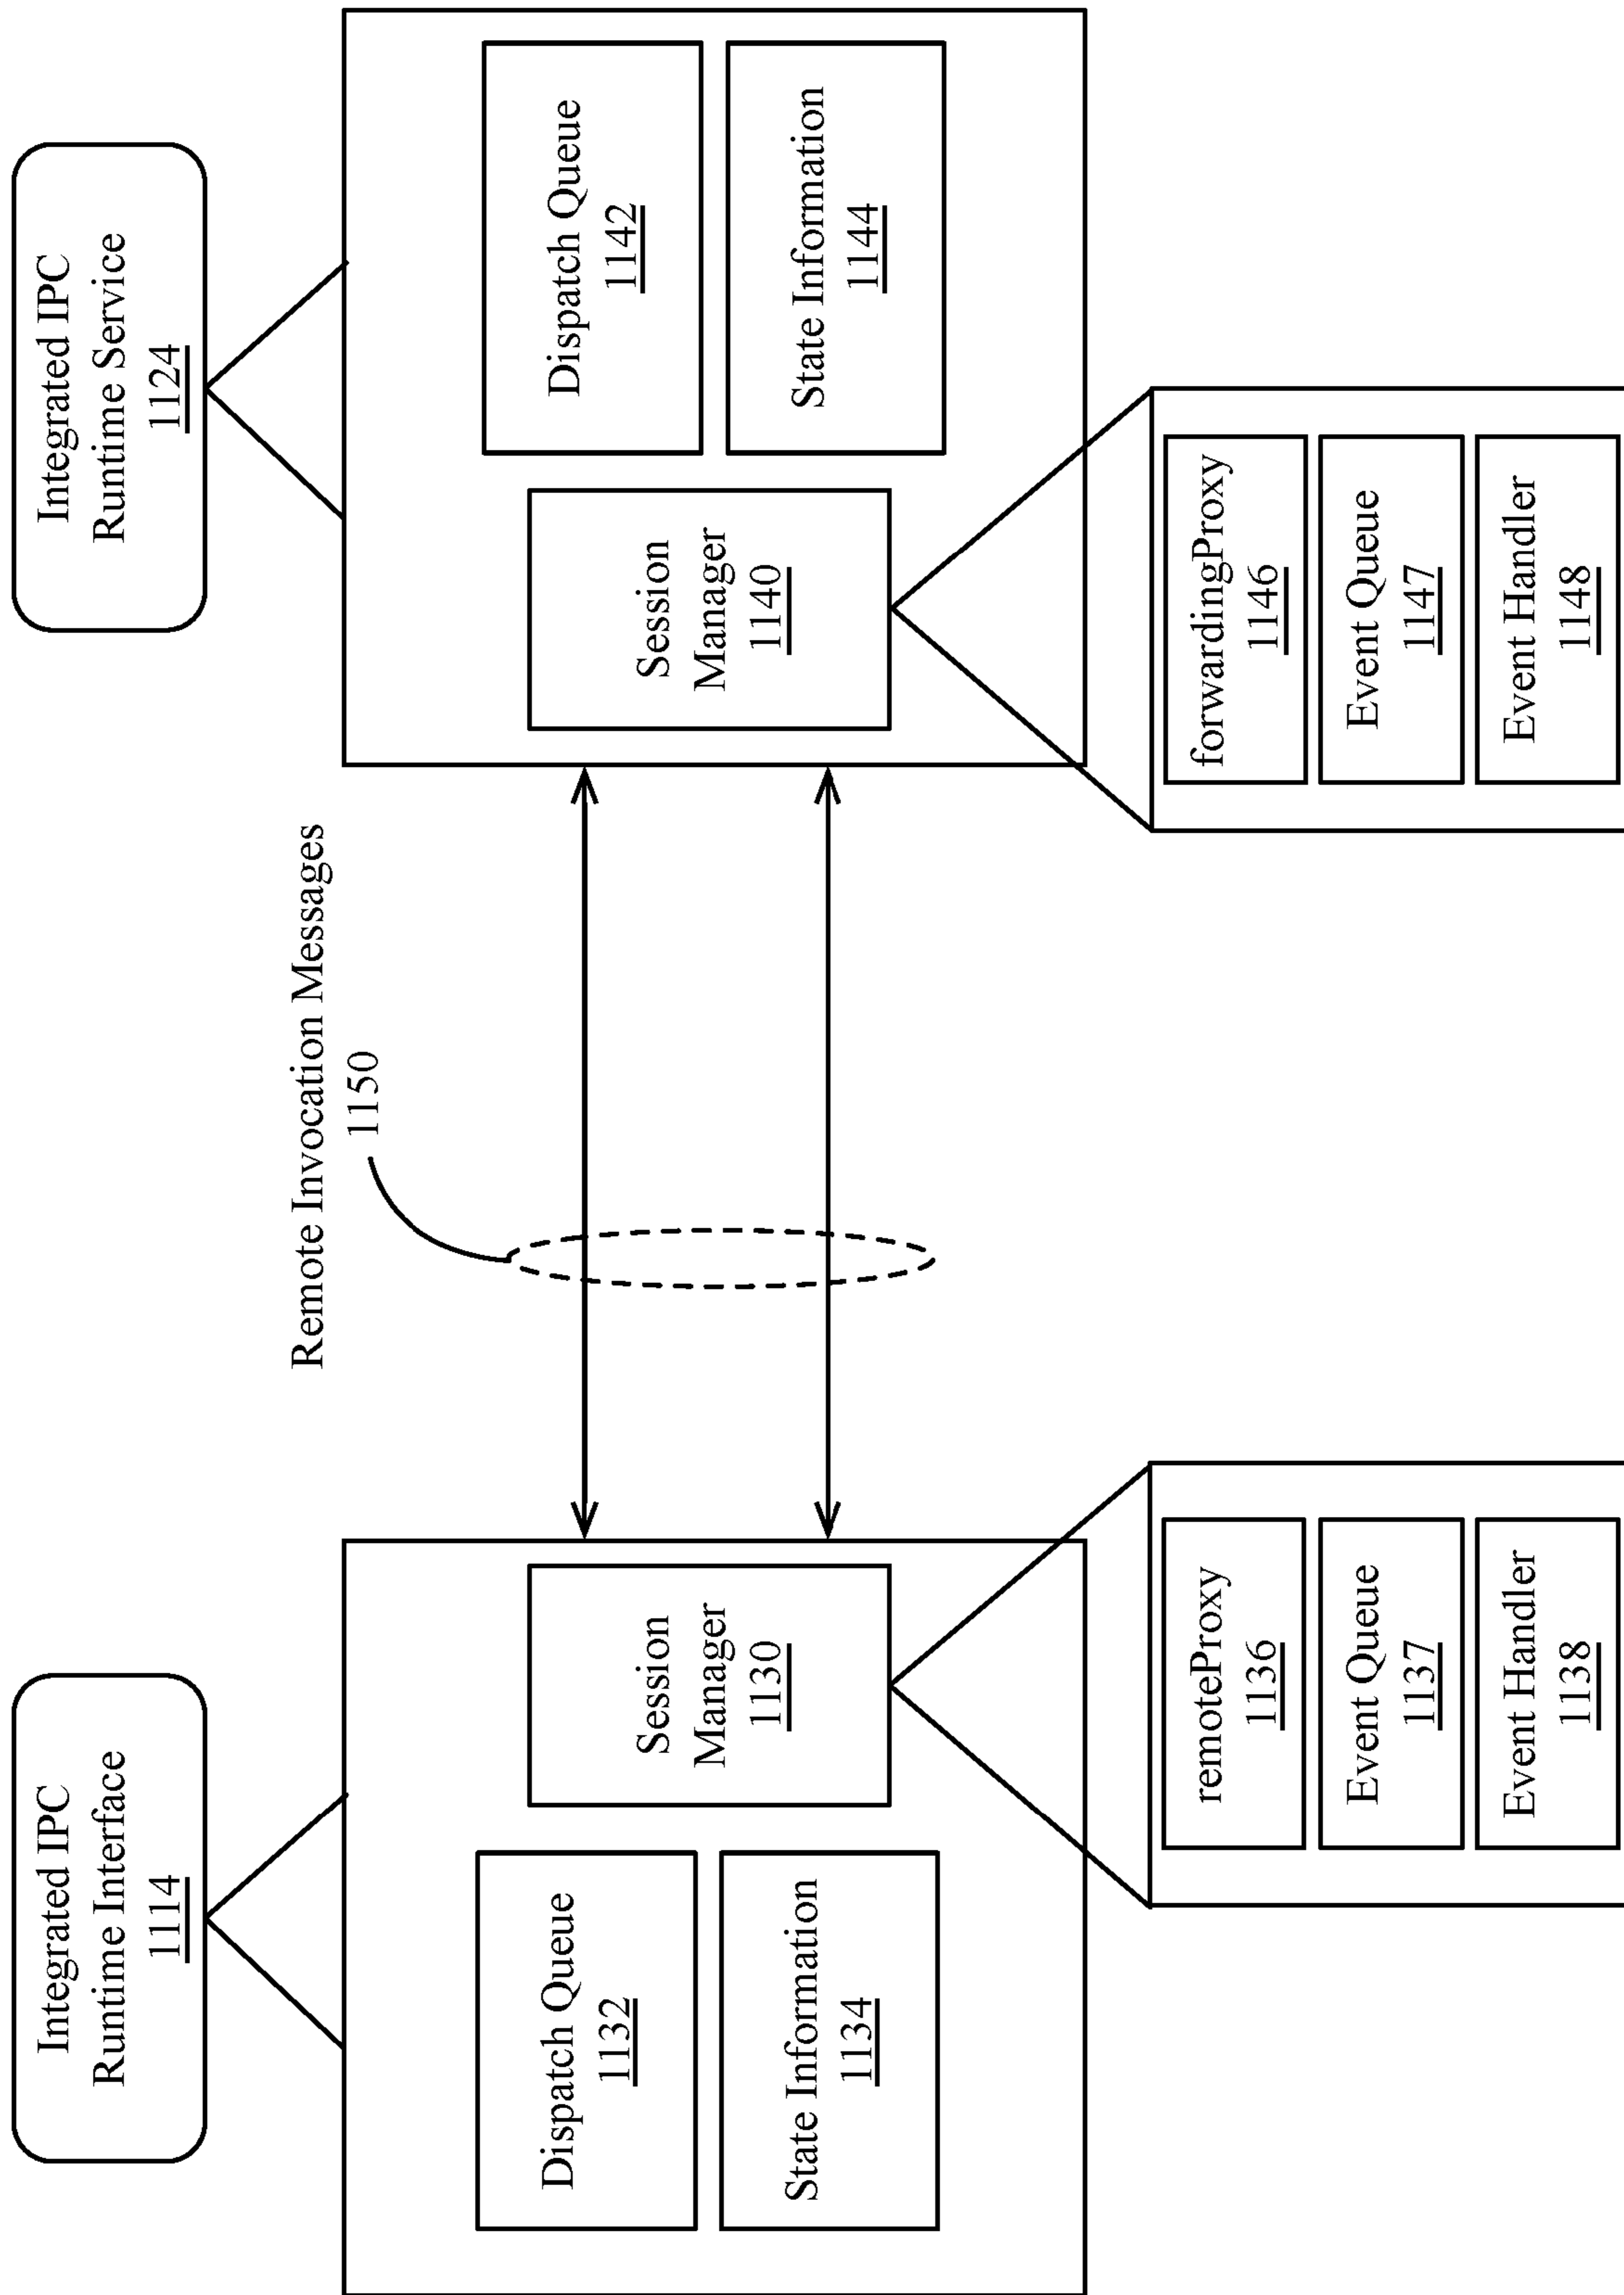 Integrated IPC
Runtime Interface
1114
Dispatch Queue
1132
State Information
1134
Session
Manager
1130
remoteProxy
1136
Event Queue
1137
Event Handler
1138
Remote Invocation Messages
1150
Integrated IPC
Runtime Service
1124
Session
Manager
1140
Dispatch Queue
1142
State Information
1144
forwardingProxy
1146
Event Queue
1147
Event Handler
1148